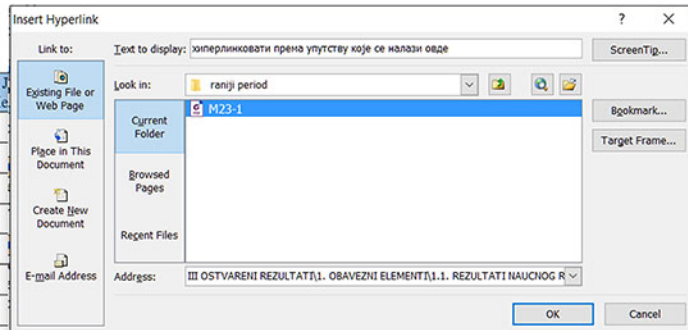 Insert Hyperlink
? X
Link to:
Text to display: хиперлинковати према упутству које се налази овде
ScreenTip...
Existing File or
Web Page
Look in: raniji period
Current
Folder
M23-1
Bookmark...
Target Frame...
Place in This
Document
Browsed
Pages
Create New
Document
Recent Files
E-mail Address
Address: III OSTVARENI REZULTATI\1. OBAVEZNI ELEMENTI\1.1. REZULTATI NAUCNOG R
OK
Cancel